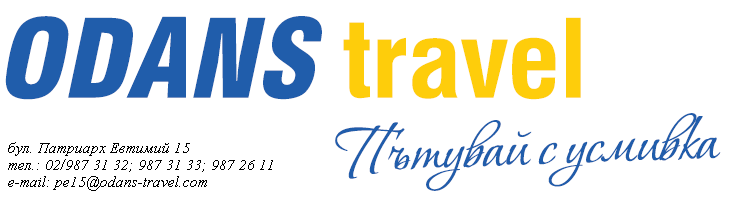 ODANS travel
Пътувай с усмивка
бул. Патриарх Евтимий 15
тел.: 02/987 31 32; 987 31 33; 987 26 11
e-mail: pe15@odans-travel.com